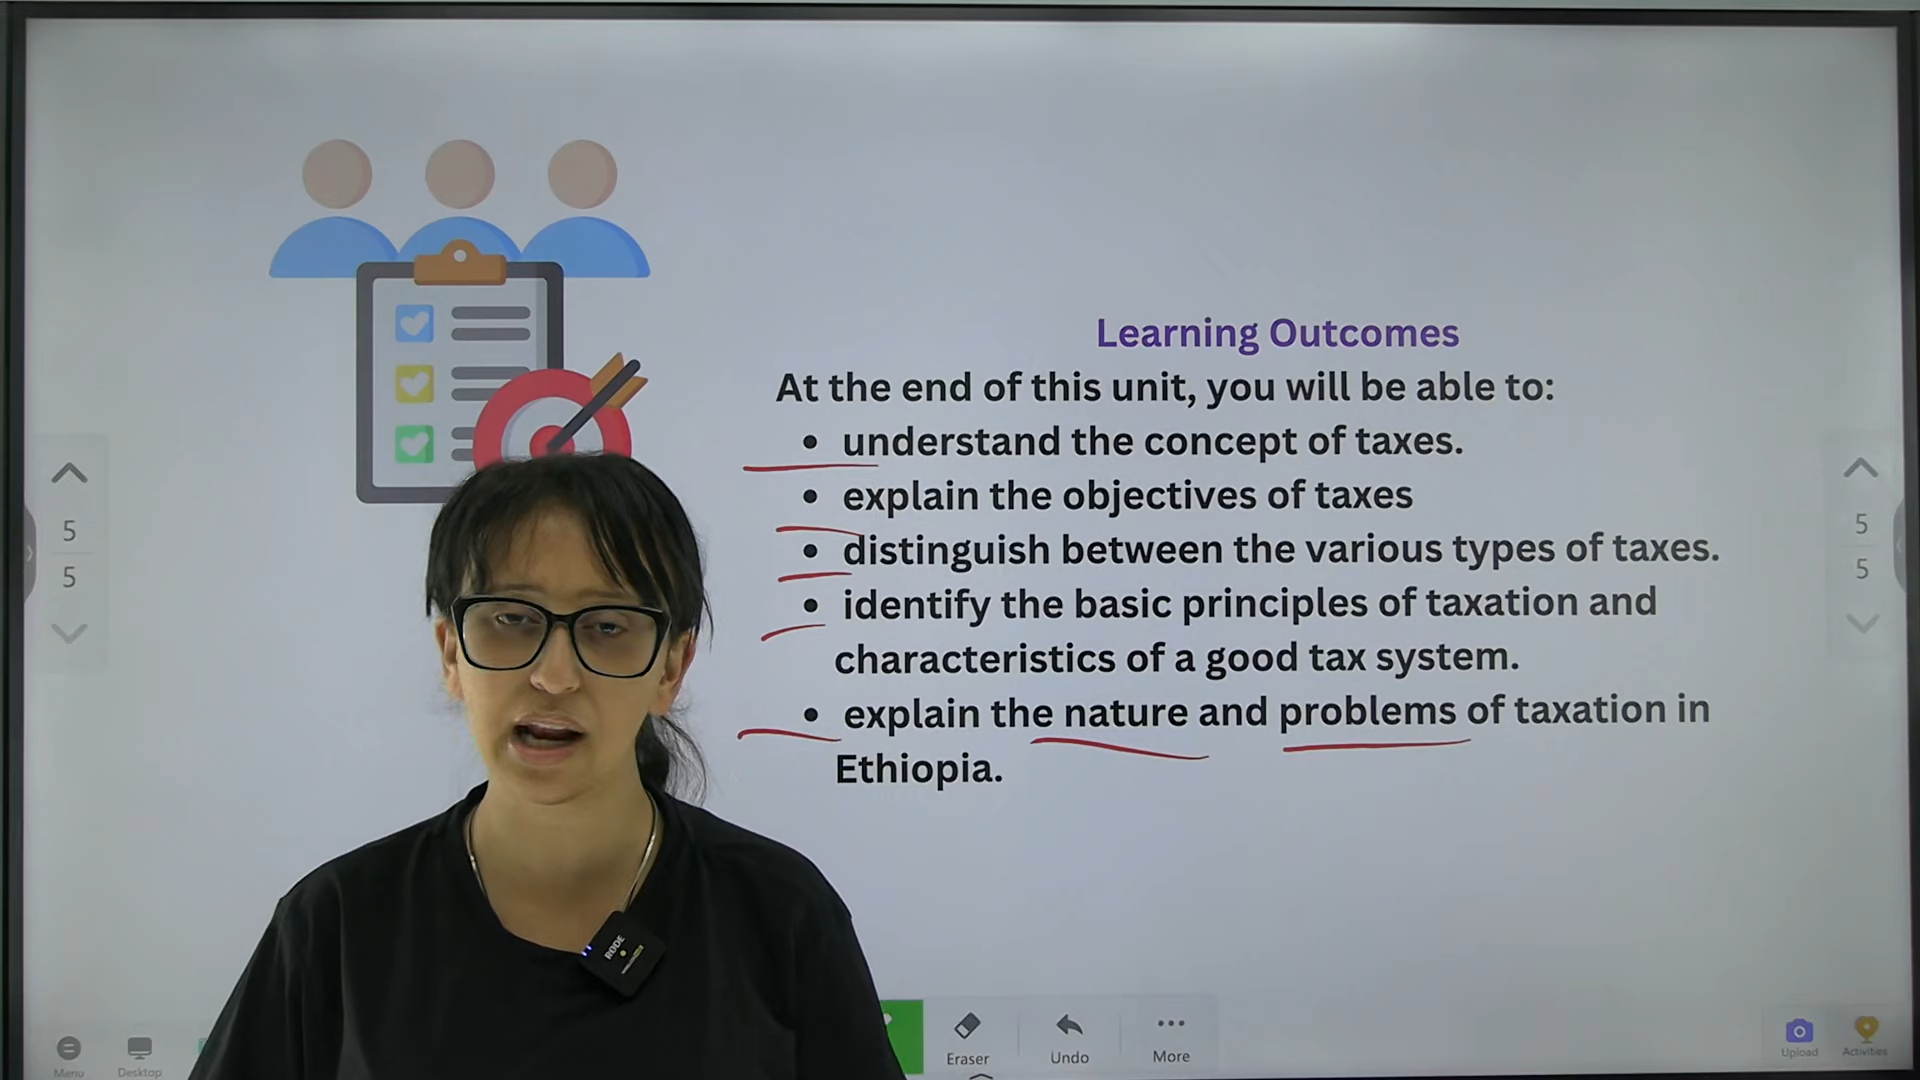 Learning Outcomes
At the end of this unit, you will be able to:
• understand the concept of taxes.
• explain the objectives of taxes
• distinguish between the various types of taxes.
• identify the basic principles of taxation and
characteristics of a good tax system.
• explain the nature and problems of taxation in
Ethiopia.
5
5
5
5
RØDE
Menu
Desktop
Eraser
Undo
More
Upload
Activities